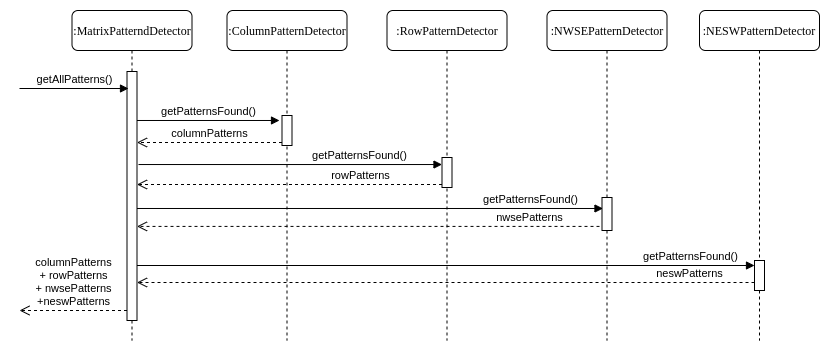 :MatrixPatterndDetector
:ColumnPatternDetector
:RowPatternDetector
:NWSEPatternDetector
:NESWPatternDetector
getAllPatterns()
getPatternsFound()
columnPatterns
getPatternsFound()
rowPatterns
getPatternsFound()
nwsePatterns
getPatternsFound()
neswPatterns
columnPatterns
+ rowPatterns
+ nwsePatterns
+neswPatterns